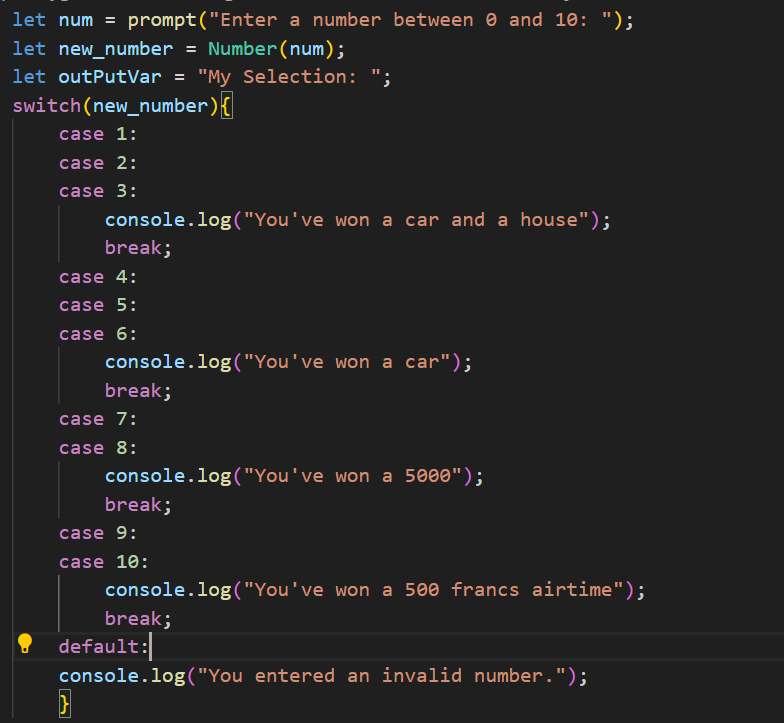 let num = prompt("Enter a number between 0 and 10: ");
let new_number = Number(num);
let outPutVar = "My Selection: ";
switch(new_number){
    case 1:
    case 2:
    case 3:
        console.log("You've won a car and a house");
        break;
    case 4:
    case 5:
    case 6:
        console.log("You've won a car");
        break;
    case 7:
    case 8:
        console.log("You've won a 5000");
        break;
    case 9:
    case 10:
        console.log("You've won a 500 francs airtime");
        break;
    default:
    console.log("You entered an invalid number.");
    }